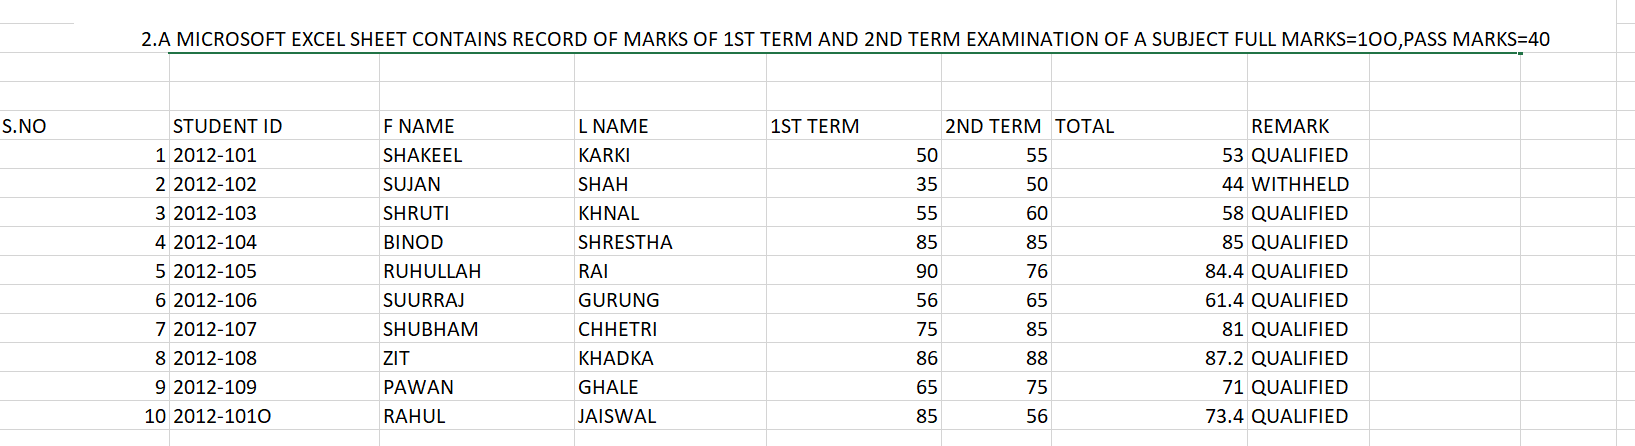 2.A MICROSOFT EXCEL SHEET CONTAINS RECORD OF MARKS OF 1ST TERM AND 2ND TERM EXAMINATION OF A SUBJECT FULL MARKS=1OO,PASS MARKS=40
S.NO STUDENT ID F NAME L NAME 1ST TERM 2ND TERM TOTAL REMARK
1 2012-101 SHAKEEL KARKI 50 55 53 QUALIFIED
2 2012-102 SUJAN SHAH 35 50 44 WITHHELD
3 2012-103 SHRUTI KHNAL 55 60 58 QUALIFIED
4 2012-104 BINOD SHRESTHA 85 85 85 QUALIFIED
5 2012-105 RUHULLAH RAI 90 76 84.4 QUALIFIED
6 2012-106 SUURRAJ GURUNG 56 65 61.4 QUALIFIED
7 2012-107 SHUBHAM CHHETRI 75 85 81 QUALIFIED
8 2012-108 ZIT KHADKA 86 88 87.2 QUALIFIED
9 2012-109 PAWAN GHALE 65 75 71 QUALIFIED
10 2012-101O RAHUL JAISWAL 85 56 73.4 QUALIFIED